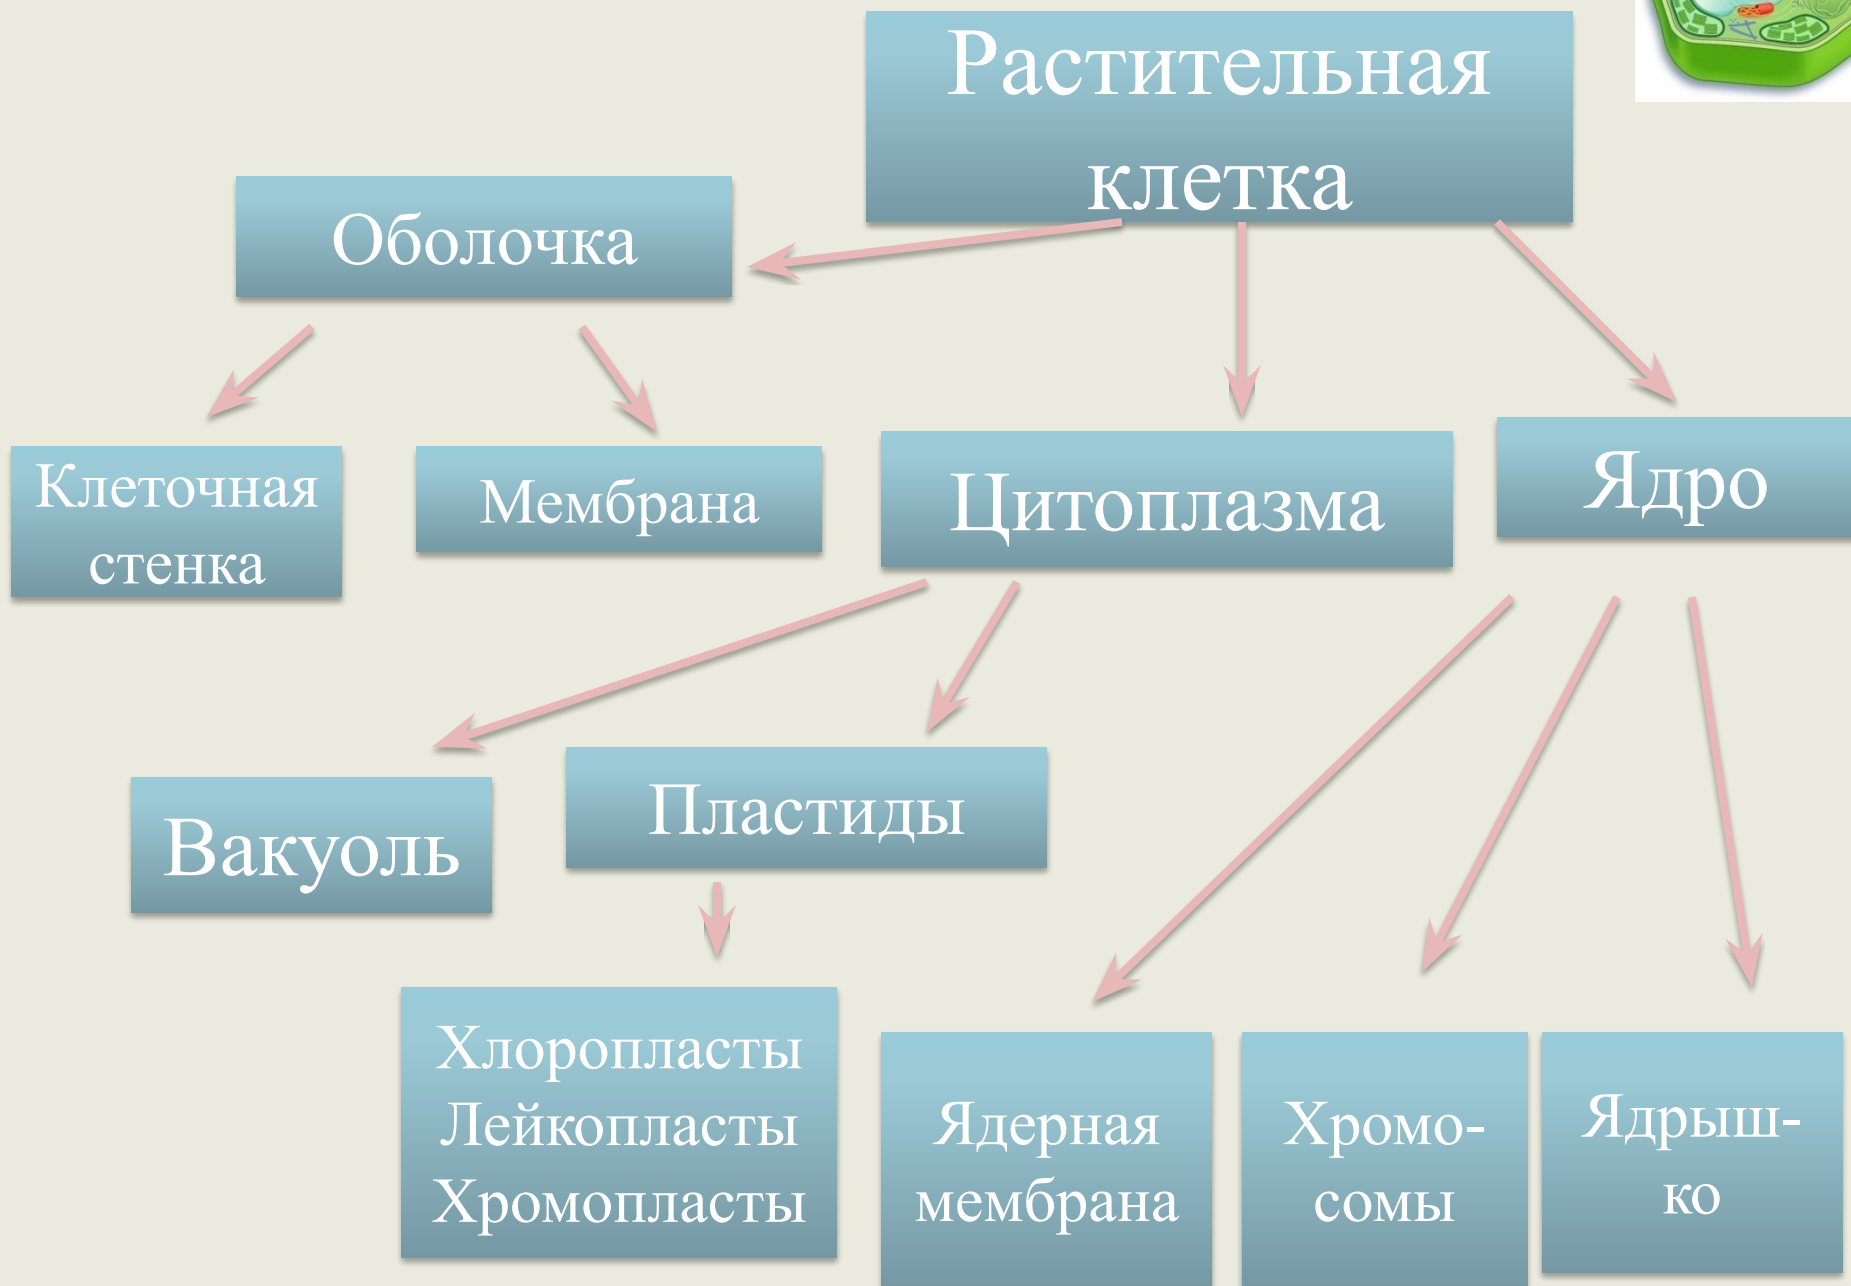 Растительная
клетка
Оболочка
Клеточная
стенка
Мембрана
Цитоплазма
Ядро
Вакуоль
Пластиды
Хлоропласты
Лейкопласты
Хромопласты
Ядерная
мембрана
Хромо-
сомы
Ядрыш-
ко